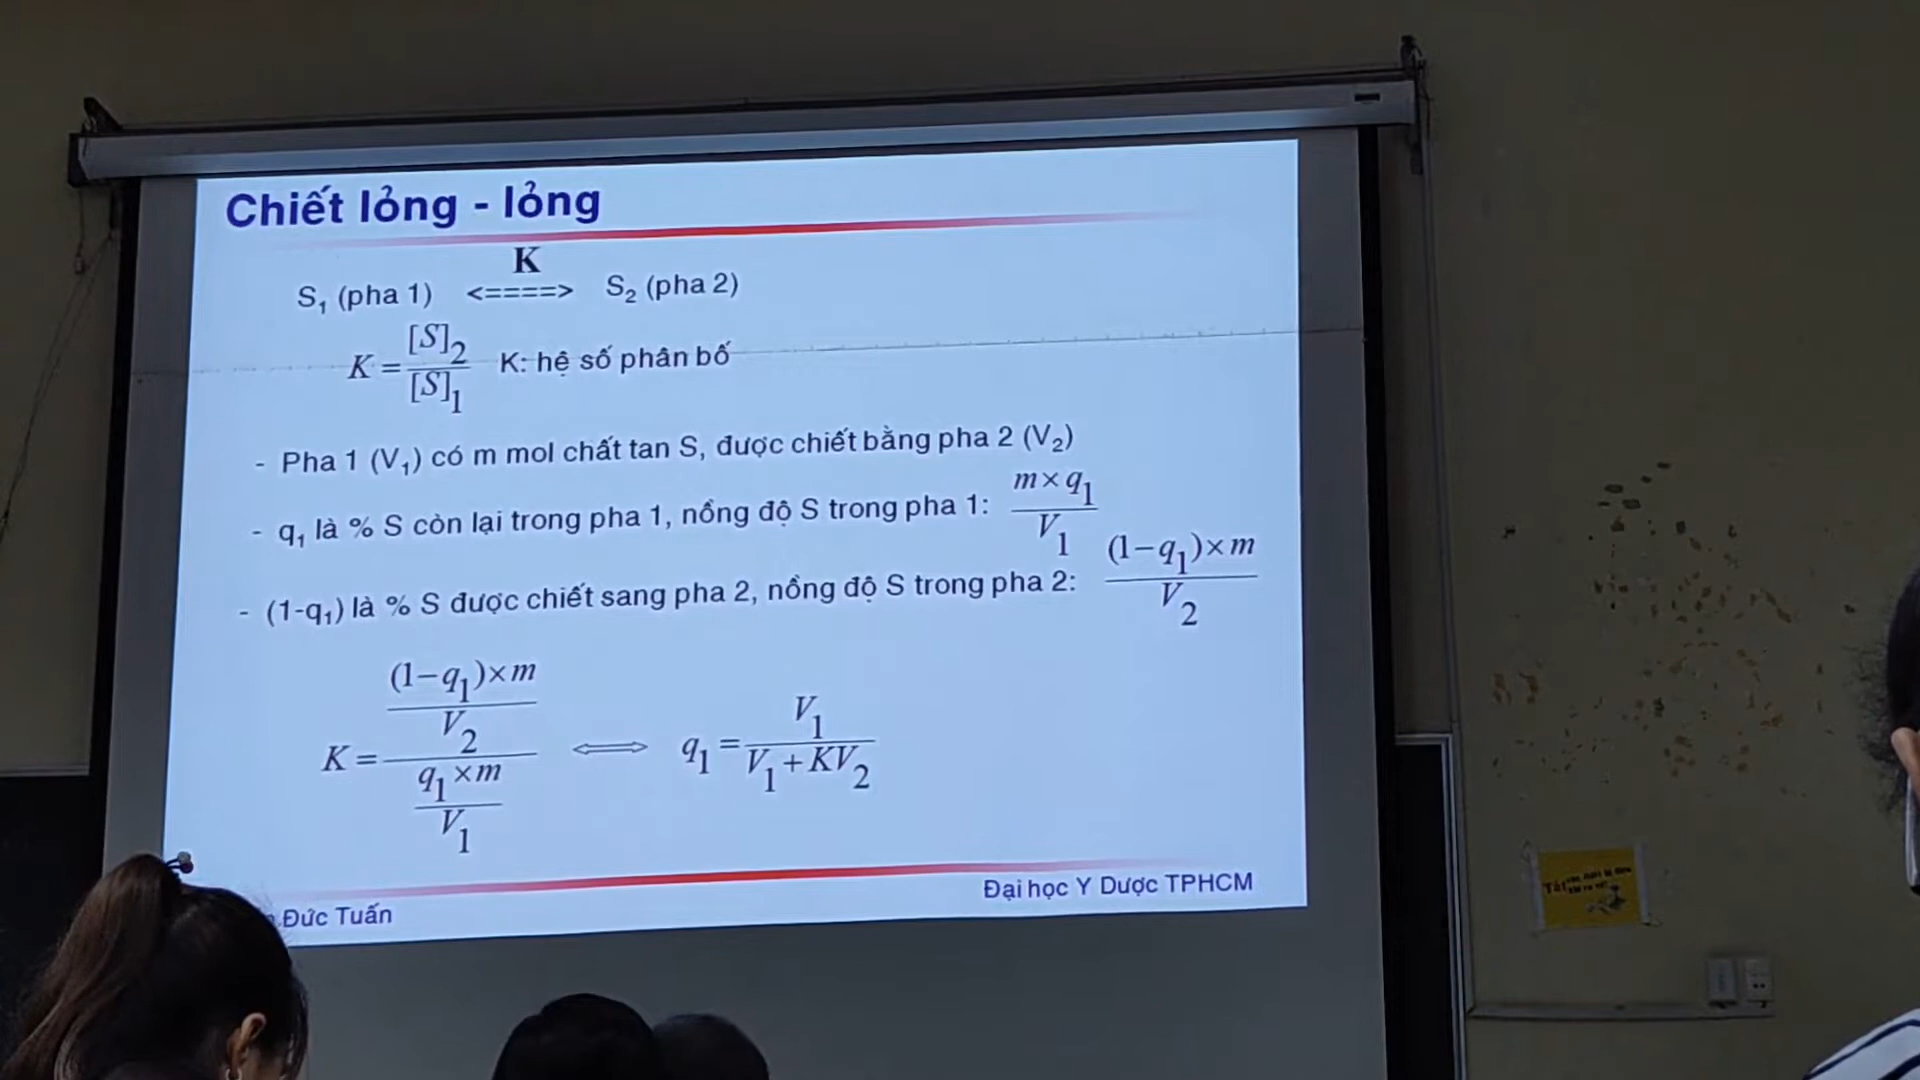 Chiết lỏng - lỏng
K
S₁ (pha 1) <====> S₂ (pha 2)
K = [S]₂ / [S]₁ K: hệ số phân bố
- Pha 1 (V₁) có m mol chất tan S, được chiết bằng pha 2 (V₂)
- q₁ là % S còn lại trong pha 1, nồng độ S trong pha 1: m×q₁ / V₁
- (1-q₁) là % S được chiết sang pha 2, nồng độ S trong pha 2: (1−q₁)×m / V₂
K = ((1−q₁)×m / V₂) / (q₁×m / V₁) ⟺ q₁ = V₁ / (V₁+KV₂)
Đức Tuấn
Đại học Y Dược TPHCM